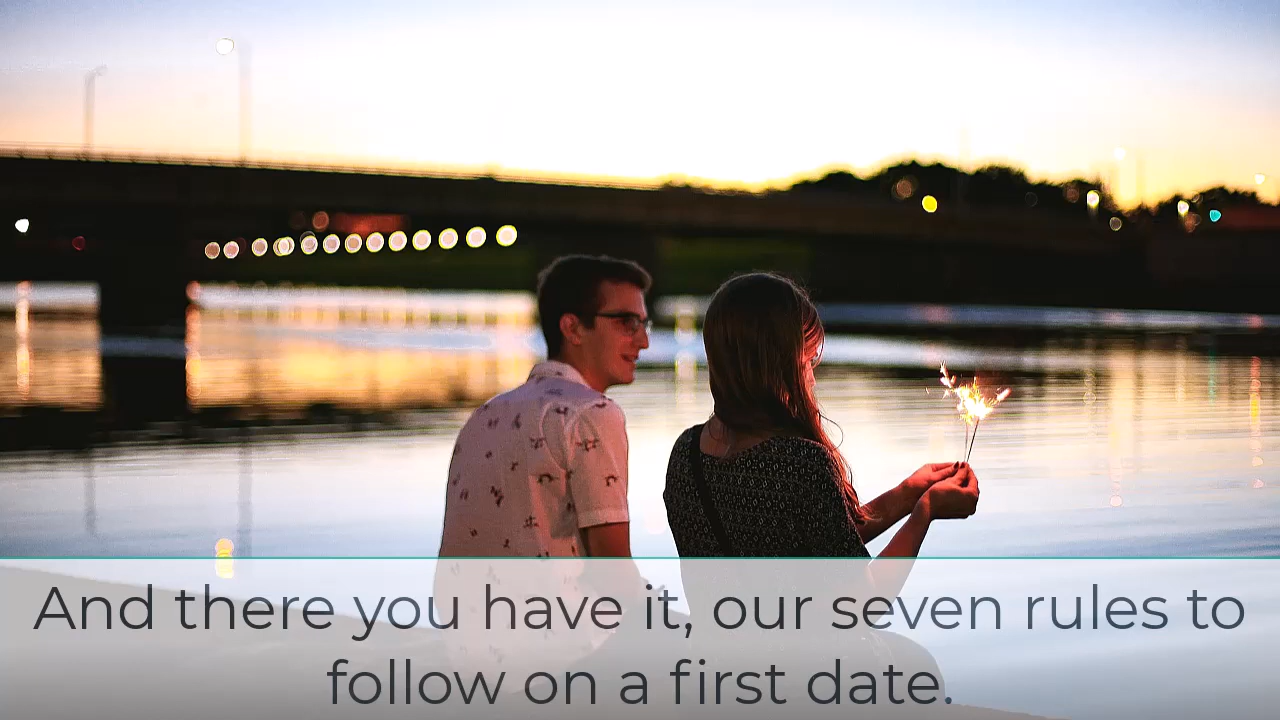 And there you have it, our seven rules to
follow on a first date.